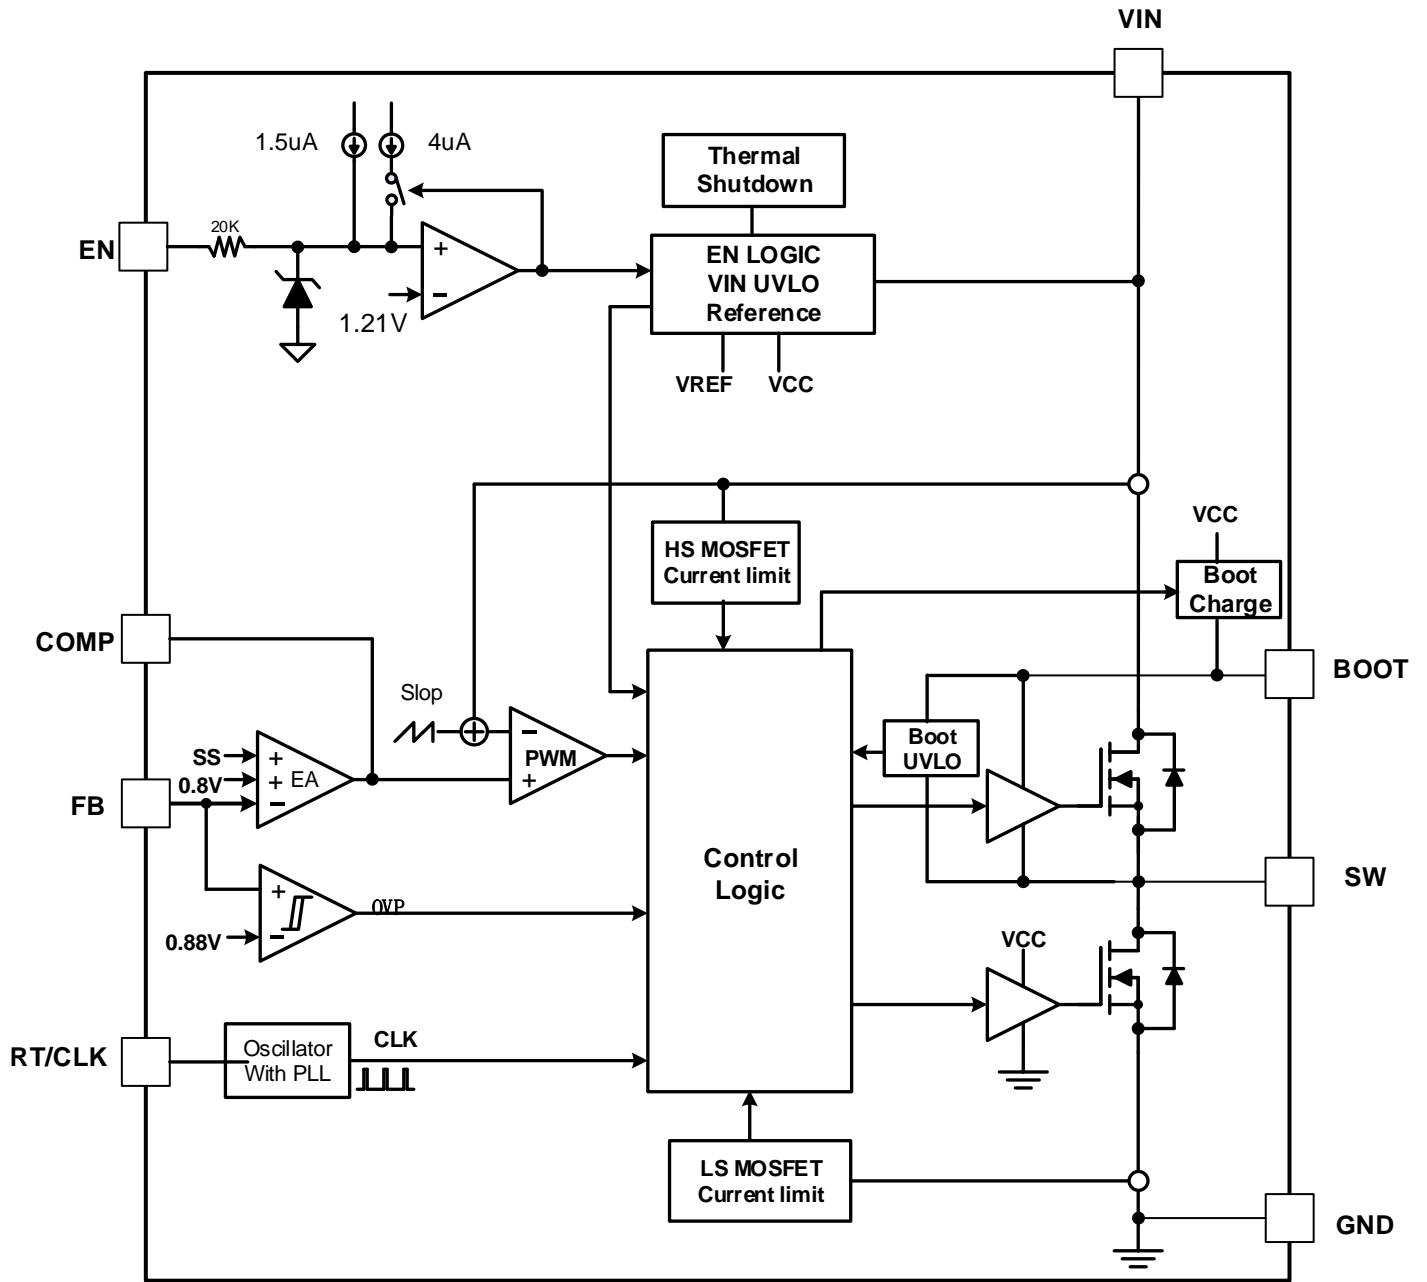 VIN
1.5uA
4uA
Thermal
Shutdown
20K
EN
+
EN LOGIC
VIN UVLO
Reference
-
1.21V
VREF
VCC
HS MOSFET
Current limit
VCC
Boot
Charge
COMP
BOOT
Slop
-
PWM
+
Boot
UVLO
SS
+
0.8V
+
EA
-
FB
Control
Logic
SW
+
OVP
0.88V
-
VCC
RT/CLK
Oscillator
With PLL
CLK
LS MOSFET
Current limit
GND